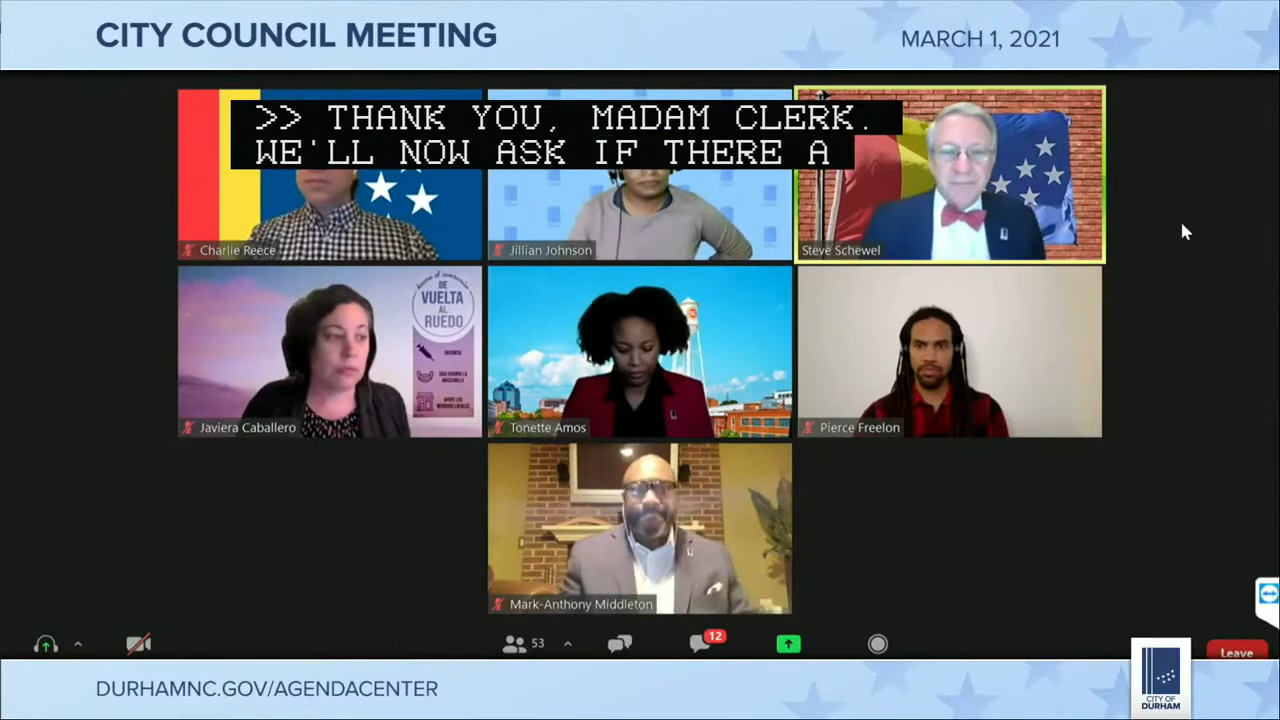 CITY COUNCIL MEETING
MARCH 1, 2021
>> THANK YOU, MADAM CLERK.
WE'LL NOW ASK IF THERE A
Charlie Reece
Jillian Johnson
Steve Schewel
DE
VUELTA
AL
RUEDO
Javiera Caballero
Tonette Amos
Pierce Freelon
Mark-Anthony Middleton
53
12
Leave
DURHAMNC.GOV/AGENDACENTER
CITY OF
DURHAM